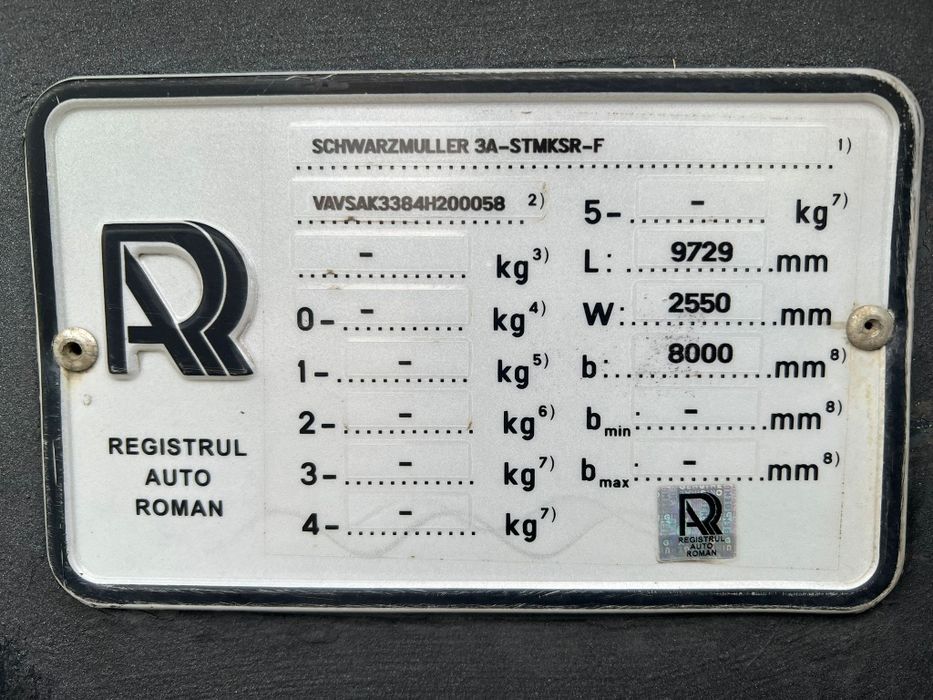 SCHWARZMULLER 3A-STMKSR-F 1)
VAVSAK3384H200058 2)
- kg 3)
0- - kg 4)
1- - kg 5)
2- - kg 6)
3- - kg 7)
4- - kg 7)
5- - kg 7)
L: 9729 mm
W: 2550 mm
b: 8000 mm 8)
b min : - mm 8)
b max : - mm 8)
R
REGISTRUL
AUTO
ROMAN
R
REGISTRUL
AUTO
ROMAN